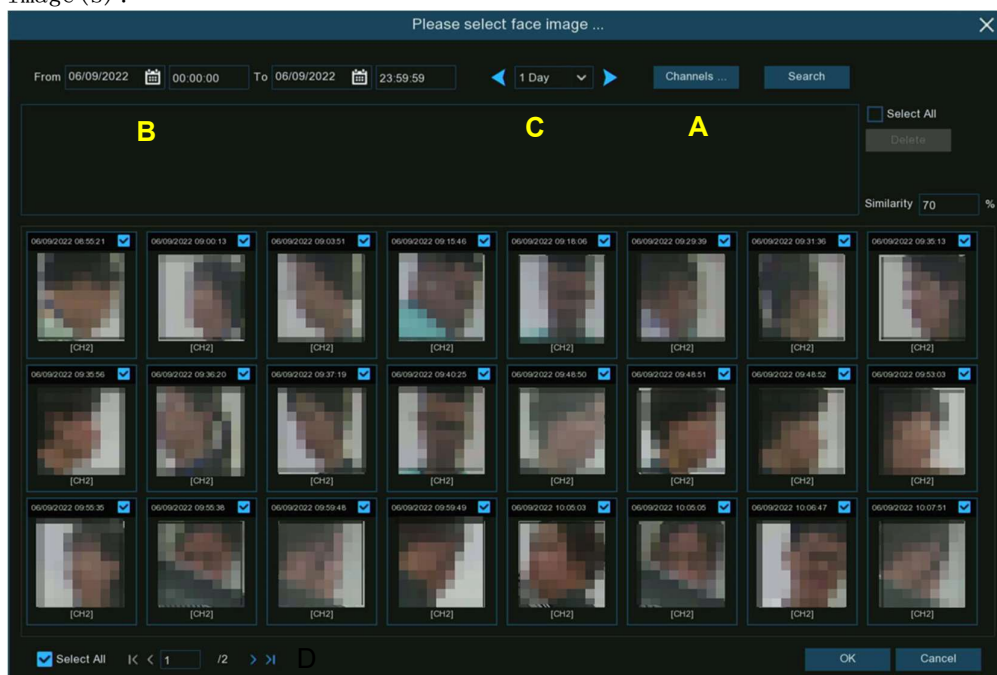 Image(s).
Please select face image ...
From 06/09/2022 00:00:00 To 06/09/2022 23:59:59 1 Day Channels ... Search
Select All
B C A
Delete
Similarity 70 %
06/09/2022 08:55:21 06/09/2022 09:00:13 06/09/2022 09:03:51 06/09/2022 09:15:46 06/09/2022 09:18:06 06/09/2022 09:29:39 06/09/2022 09:31:36 06/09/2022 09:35:13
[CH2] [CH2] [CH2] [CH2] [CH2] [CH2] [CH2] [CH2]
06/09/2022 09:35:56 06/09/2022 09:36:20 06/09/2022 09:37:19 06/09/2022 09:40:25 06/09/2022 09:48:50 06/09/2022 09:48:51 06/09/2022 09:48:52 06/09/2022 09:53:03
[CH2] [CH2] [CH2] [CH2] [CH2] [CH2] [CH2] [CH2]
06/09/2022 09:55:35 06/09/2022 09:55:36 06/09/2022 09:59:48 06/09/2022 09:59:49 06/09/2022 10:05:03 06/09/2022 10:05:05 06/09/2022 10:06:47 06/09/2022 10:07:51
[CH2] [CH2] [CH2] [CH2] [CH2] [CH2] [CH2] [CH2]
Select All 1 /2 D OK Cancel